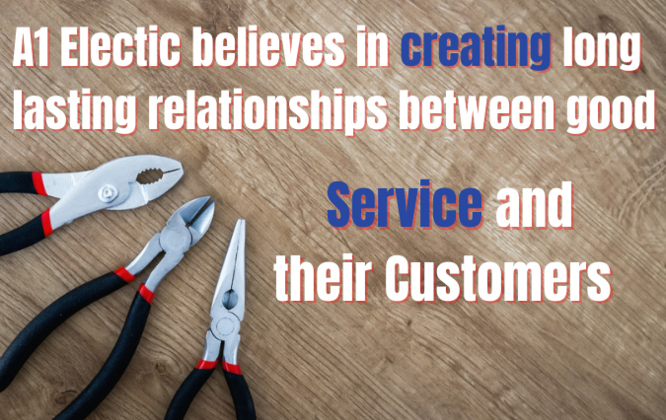 A1 Electic believes in creating long
lasting relationships between good
Service and
their Customers